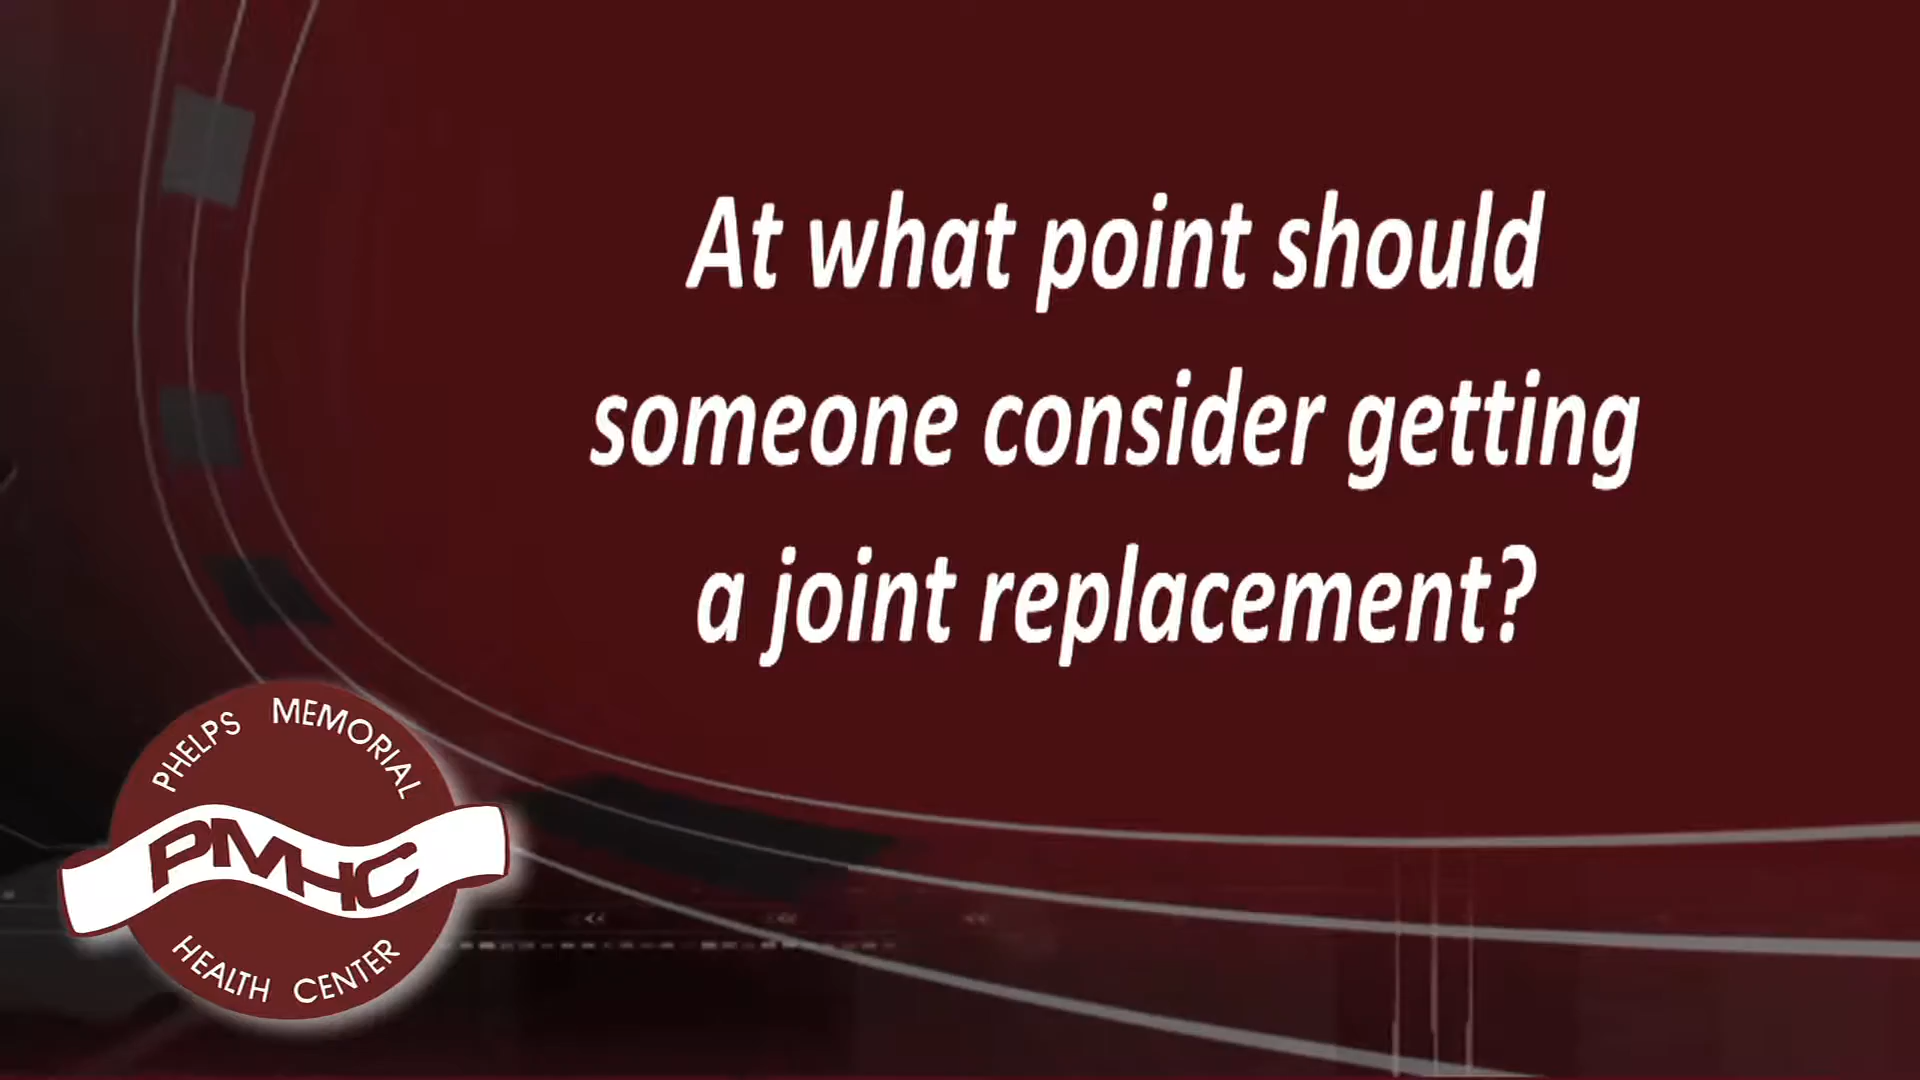 At what point should
someone consider getting
a joint replacement?
PHELPS MEMORIAL
PMHC
HEALTH CENTER